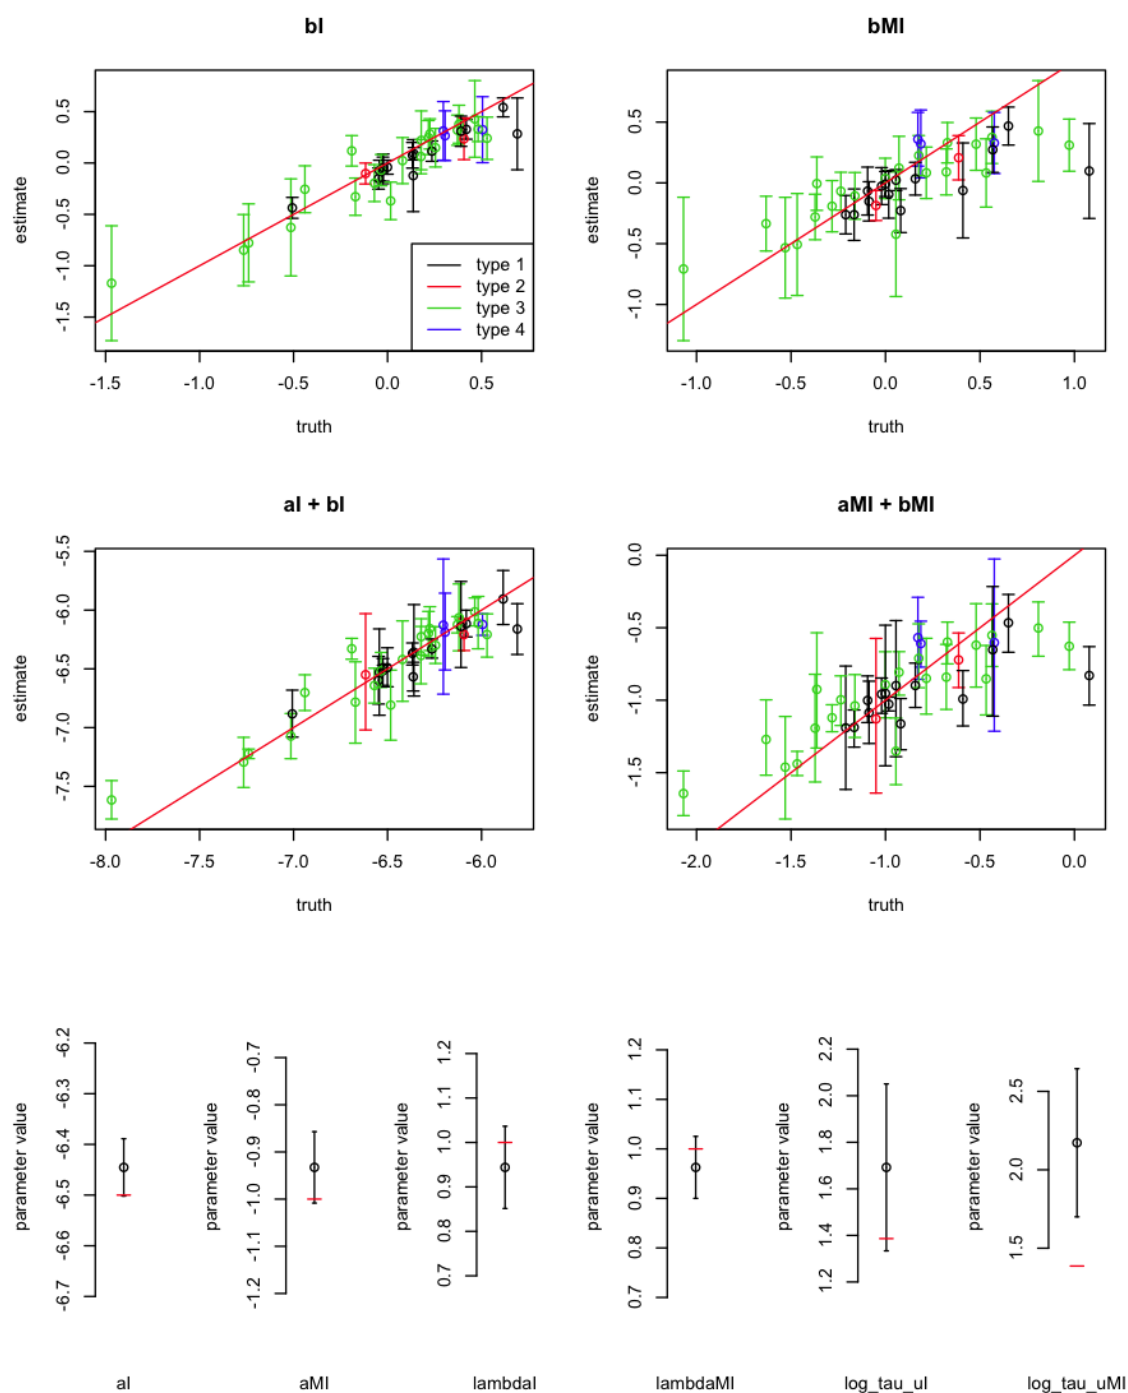 bI
bMI
estimate
0.5
0.0
-0.5
-1.0
-1.5
type 1
type 2
type 3
type 4
-1.5 -1.0 -0.5 0.0 0.5
truth
estimate
0.5
0.0
-0.5
-1.0
-1.0 -0.5 0.0 0.5 1.0
truth
aI + bI
aMI + bMI
estimate
-5.5
-6.0
-6.5
-7.0
-7.5
-8.0 -7.5 -7.0 -6.5 -6.0
truth
estimate
0.0
-0.5
-1.0
-1.5
-2.0 -1.5 -1.0 -0.5 0.0
truth
parameter value
-6.2
-6.3
-6.4
-6.5
-6.6
-6.7
aI
parameter value
-0.7
-0.8
-0.9
-1.0
-1.1
-1.2
aMI
parameter value
1.2
1.1
1.0
0.9
0.8
0.7
lambdaI
parameter value
1.2
1.1
1.0
0.9
0.8
0.7
lambdaMI
parameter value
2.2
2.0
1.8
1.6
1.4
1.2
log_tau_uI
parameter value
2.5
2.0
1.5
log_tau_uMI